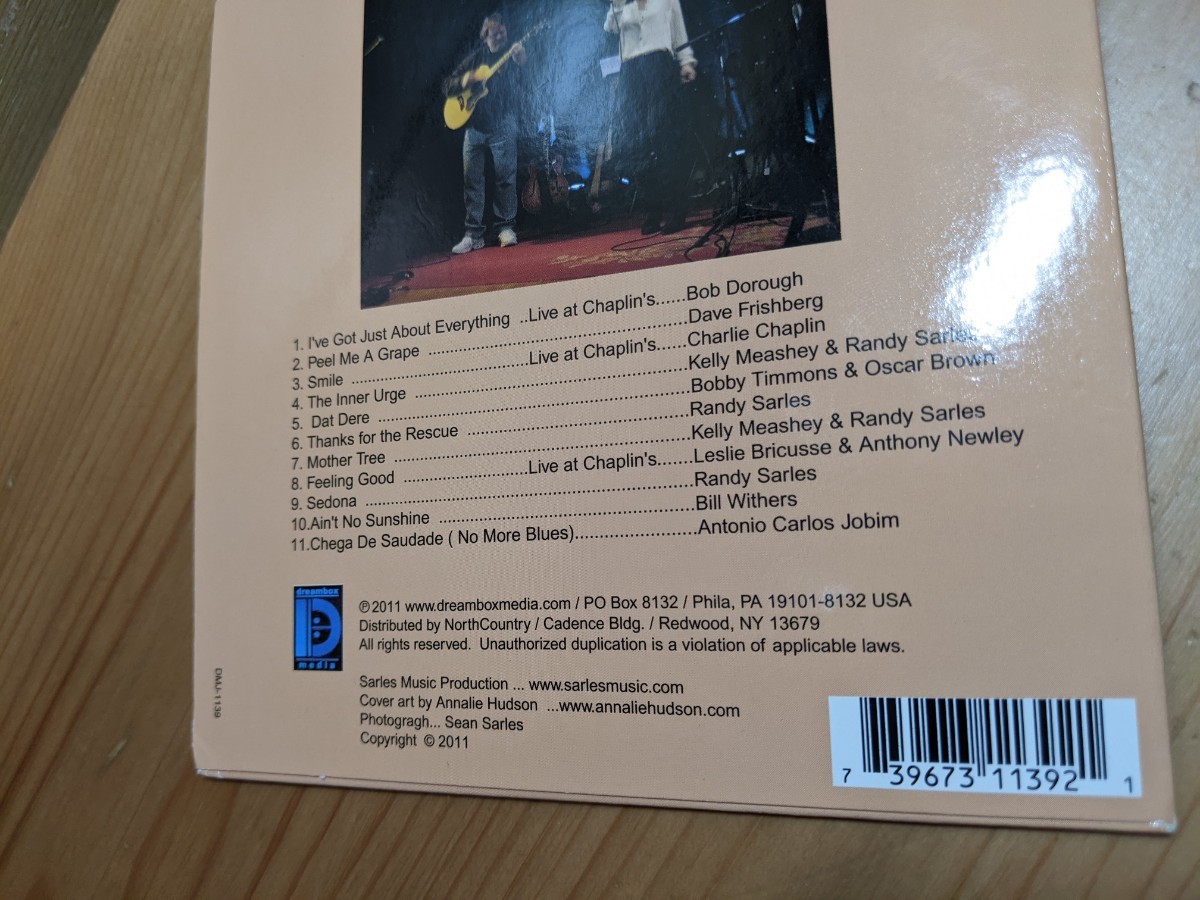 1. I've Got Just About Everything ..Live at Chaplin's......Bob Dorough
2. Peel Me A Grape ..............................................Dave Frishberg
3. Smile ...............................Live at Chaplin's......Charlie Chaplin
4. The Inner Urge ................................................Kelly Meashey & Randy Sarles
5. Dat Dere .......................................................Bobby Timmons & Oscar Brown
6. Thanks for the Rescue .......................................Randy Sarles
7. Mother Tree ....................................................Kelly Meashey & Randy Sarles
8. Feeling Good ......................Live at Chaplin's.......Leslie Bricusse & Anthony Newley
9. Sedona .........................................................Randy Sarles
10.Ain't No Sunshine .............................................Bill Withers
11.Chega De Saudade ( No More Blues).......................Antonio Carlos Jobim
dreambox
media
℗ 2011 www.dreamboxmedia.com / PO Box 8132 / Phila, PA 19101-8132 USA
Distributed by NorthCountry / Cadence Bldg. / Redwood, NY 13679
All rights reserved. Unauthorized duplication is a violation of applicable laws.
DMJ-1139
Sarles Music Production ... www.sarlesmusic.com
Cover art by Annalie Hudson ...www.annaliehudson.com
Photogragh... Sean Sarles
Copyright © 2011
7 39673 11392 1